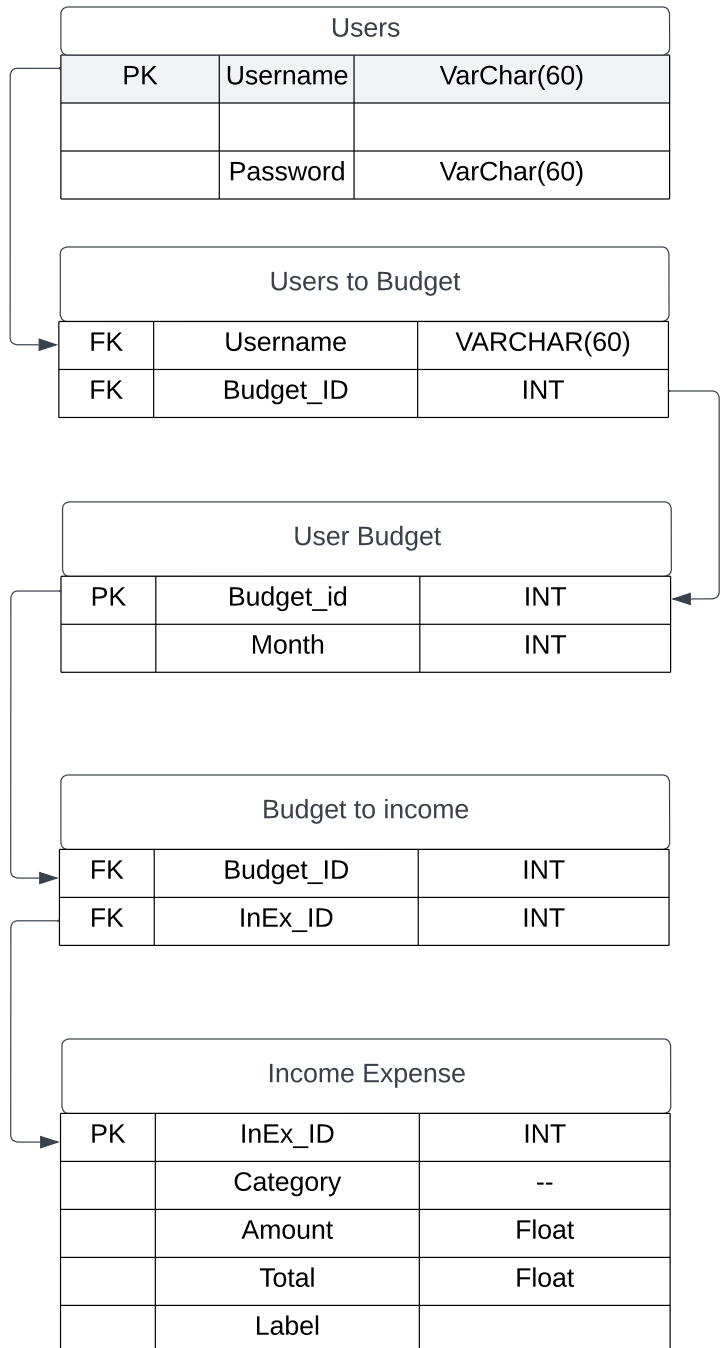 Users
PK Username VarChar(60)
Password VarChar(60)
Users to Budget
FK Username VARCHAR(60)
FK Budget_ID INT
User Budget
PK Budget_id INT
Month INT
Budget to income
FK Budget_ID INT
FK InEx_ID INT
Income Expense
PK InEx_ID INT
Category --
Amount Float
Total Float
Label